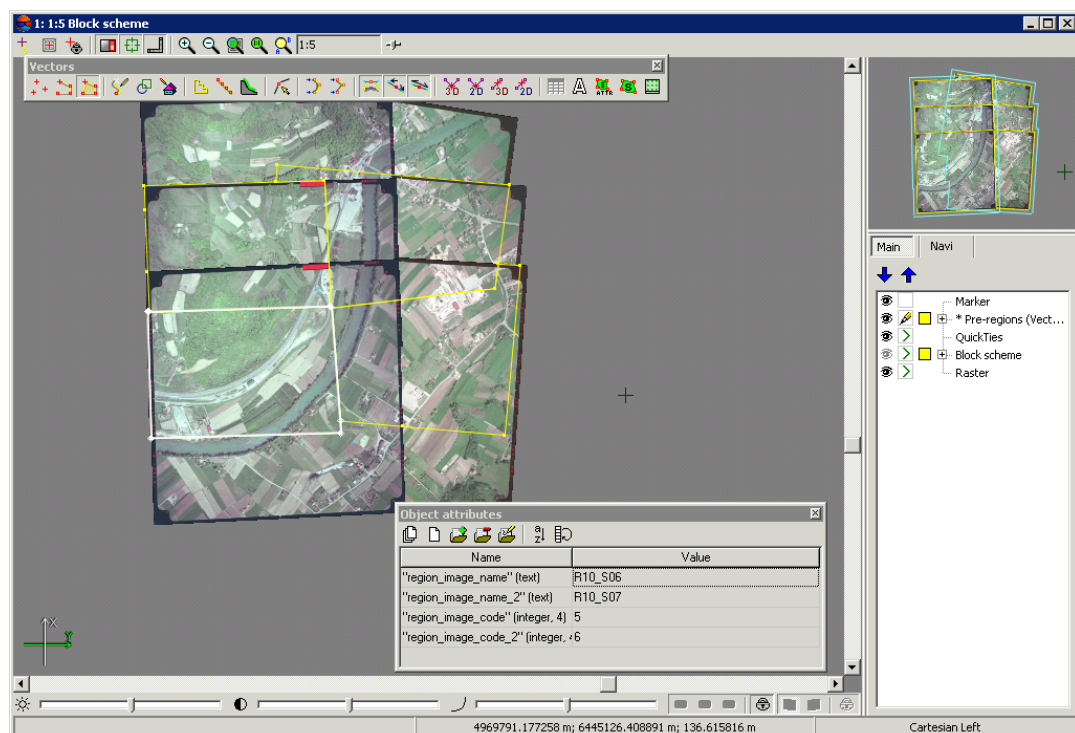 1: 1:5 Block scheme
1:5
Vectors
3D 2D 3D 2D A ATTR S
Main Navi
Marker
* Pre-regions (Vect...
QuickTies
Block scheme
Raster
Object attributes
Name Value
"region_image_name" (text) R10_S06
"region_image_name_2" (text) R10_S07
"region_image_code" (integer, 4) 5
"region_image_code_2" (integer, 6
X
Y
4969791.177258 m; 6445126.408891 m; 136.615816 m Cartesian Left